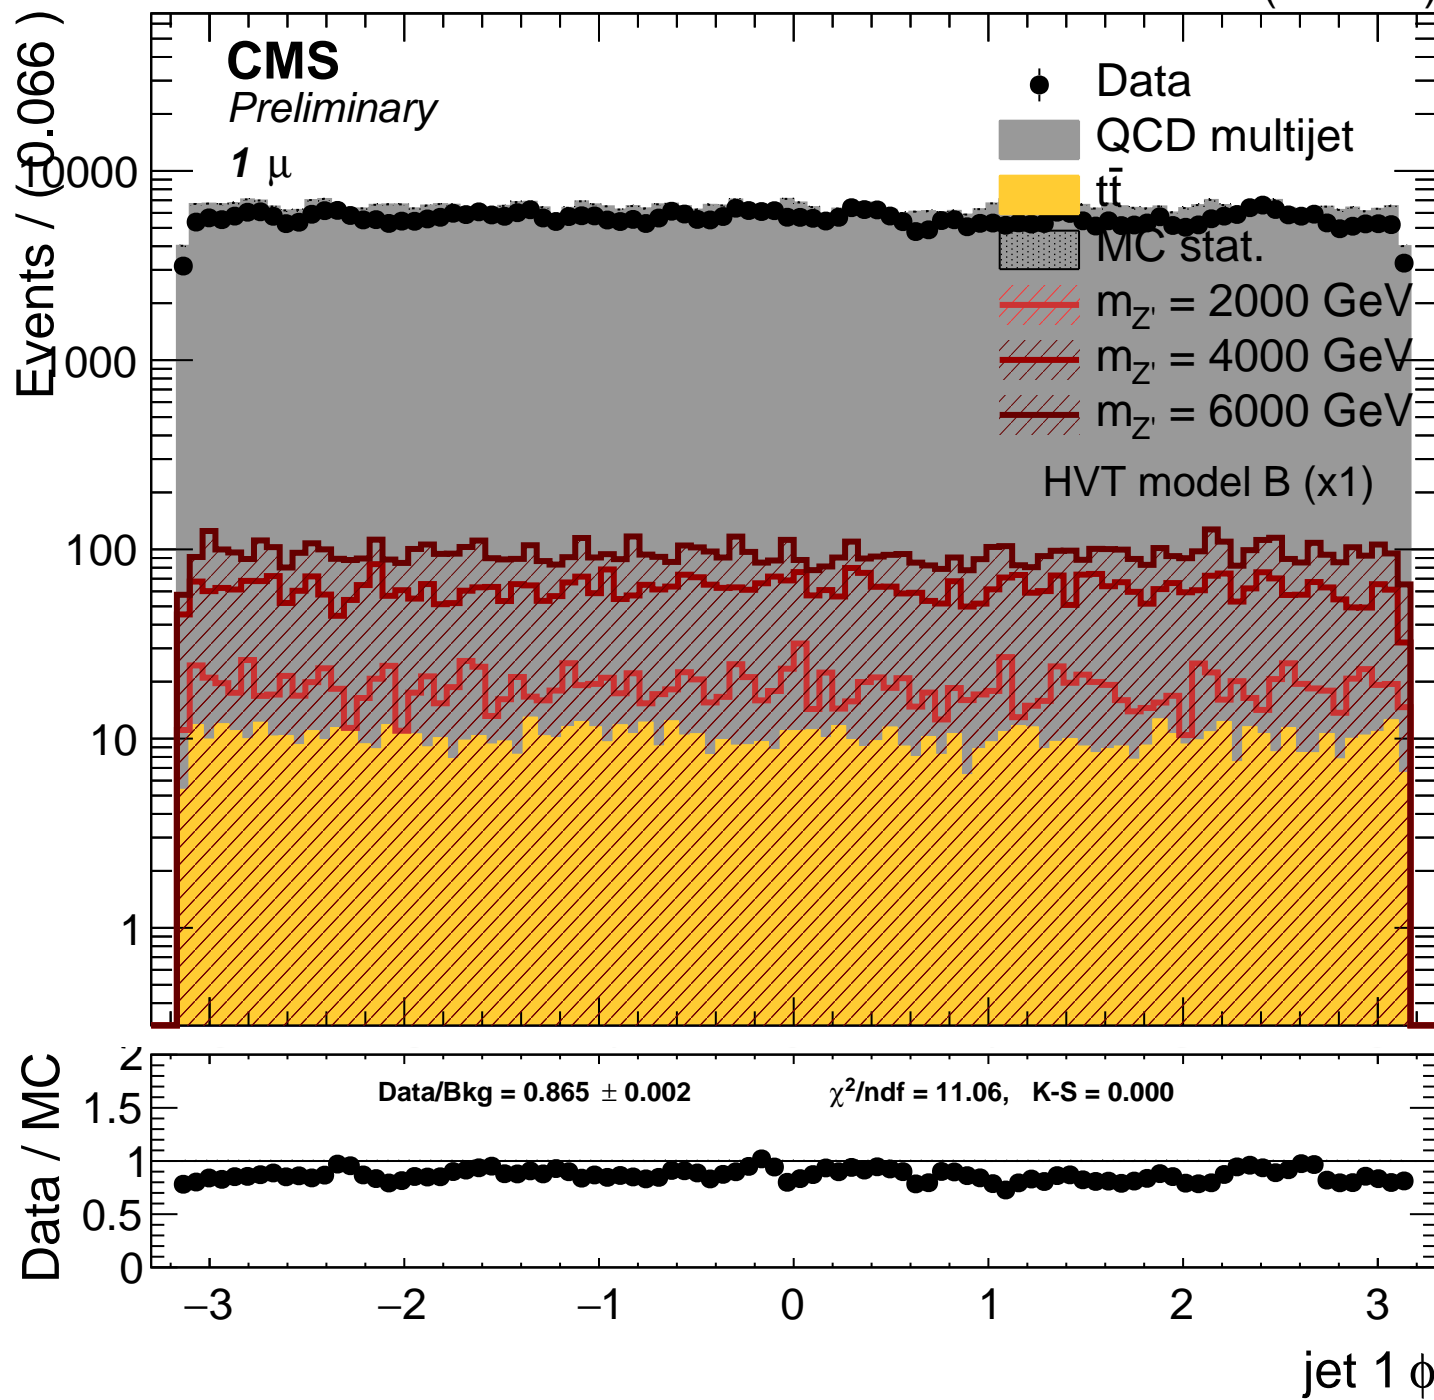 CMS
Preliminary
1 μ
Data
QCD multijet
tt̄
MC stat.
m_Z' = 2000 GeV
m_Z' = 4000 GeV
m_Z' = 6000 GeV
HVT model B (x1)
Events / (0.066 )
10000
1000
100
10
1
Data / MC
2
1.5
1
0.5
0
Data/Bkg = 0.865 ± 0.002
χ²/ndf = 11.06, K-S = 0.000
−3 −2 −1 0 1 2 3
jet 1 ϕ